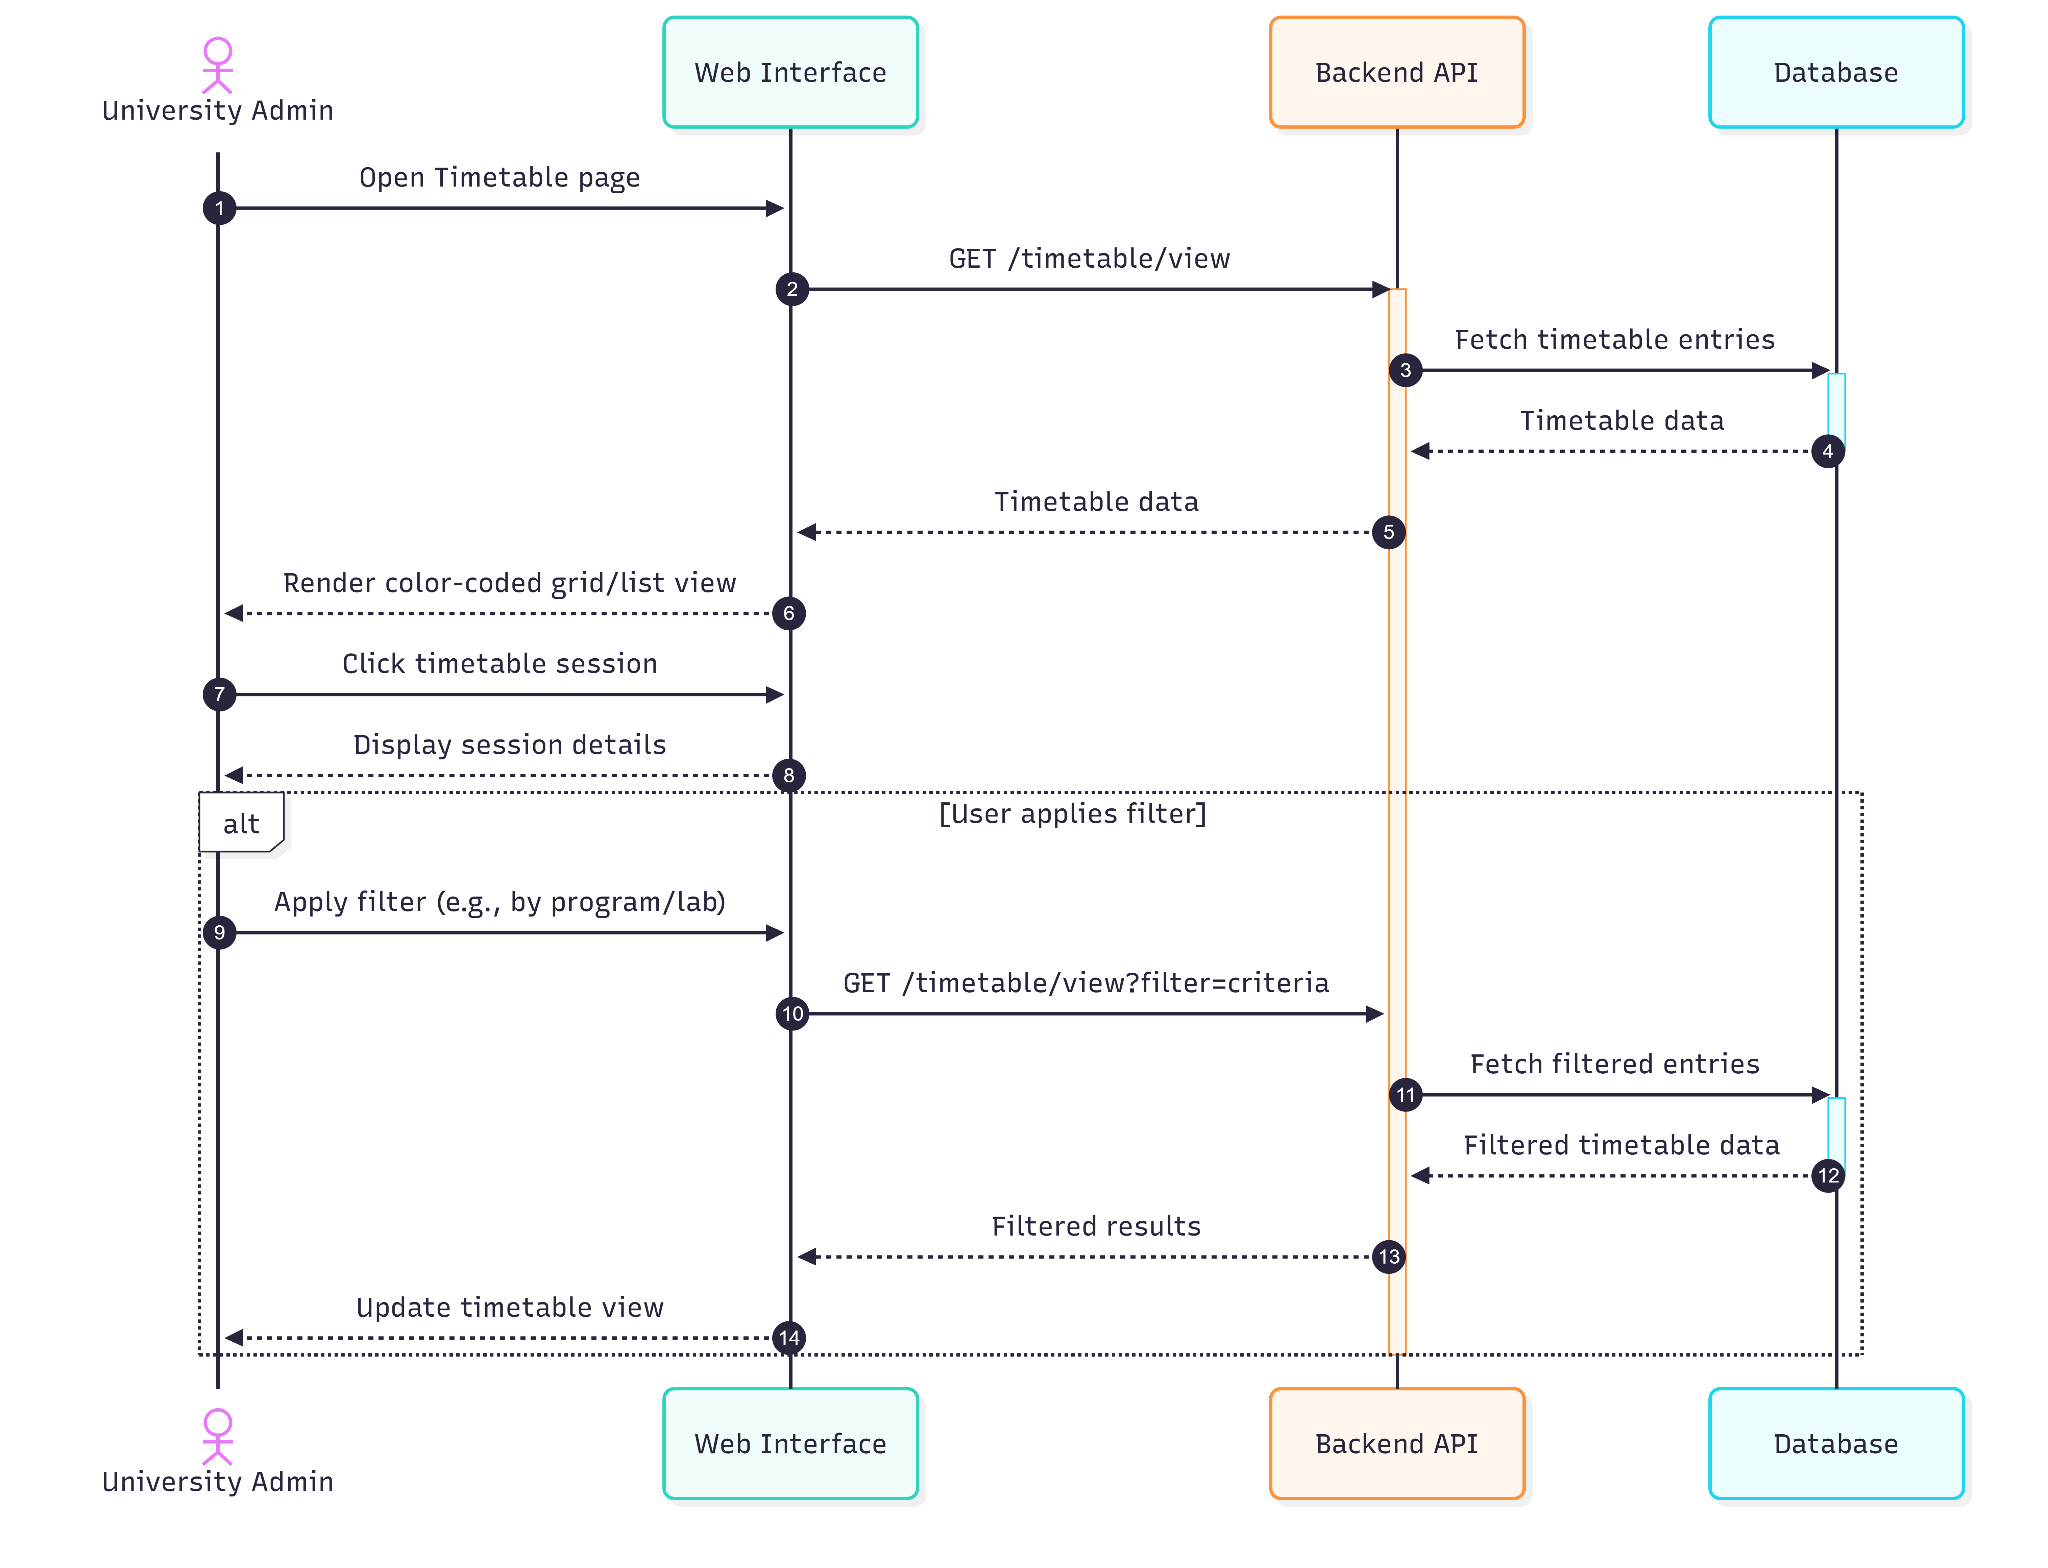 University Admin
Web Interface
Backend API
Database
Open Timetable page
1
GET /timetable/view
2
Fetch timetable entries
3
Timetable data
4
Timetable data
5
Render color-coded grid/list view
6
Click timetable session
7
Display session details
8
alt
[User applies filter]
Apply filter (e.g., by program/lab)
9
GET /timetable/view?filter=criteria
10
Fetch filtered entries
11
Filtered timetable data
12
Filtered results
13
Update timetable view
14
University Admin
Web Interface
Backend API
Database